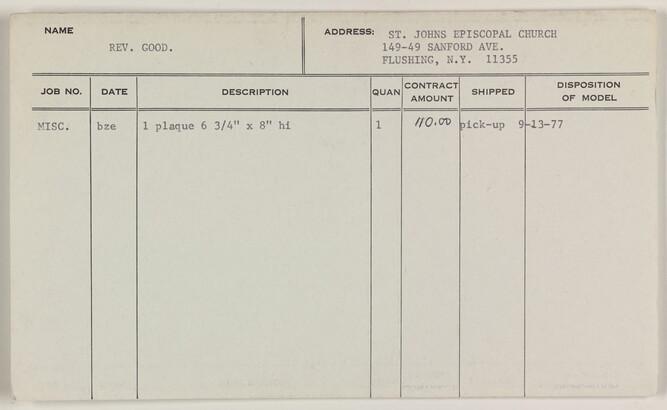 NAME REV. GOOD. ADDRESS: ST. JOHNS EPISCOPAL CHURCH
149-49 SANFORD AVE.
FLUSHING, N.Y. 11355
JOB NO. DATE DESCRIPTION QUAN CONTRACT AMOUNT SHIPPED DISPOSITION OF MODEL
MISC. bze 1 plaque 6 3/4" x 8" hi 1 110.00 pick-up 9-13-77